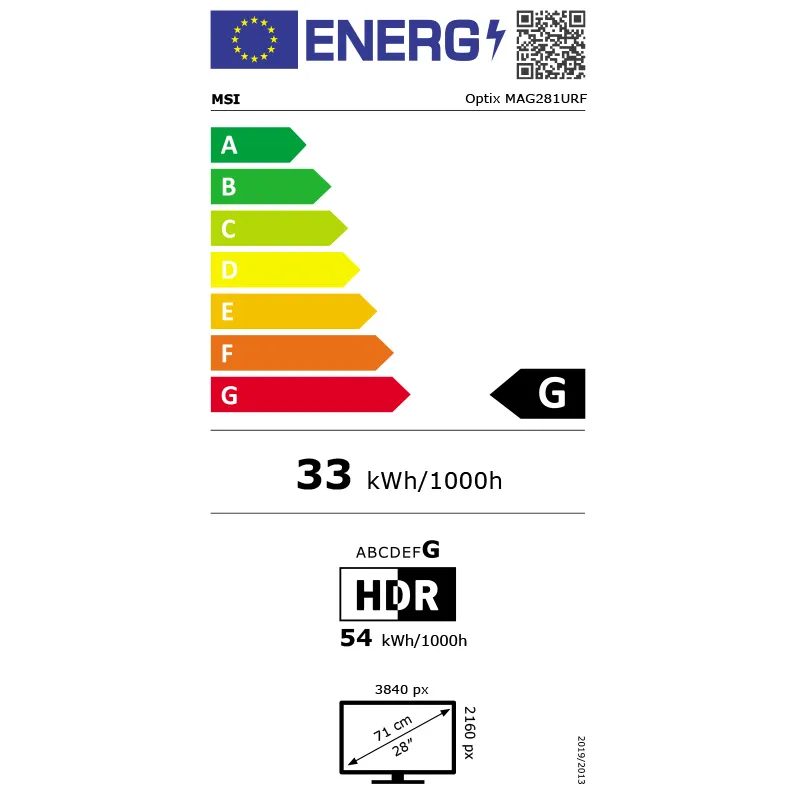 ENERG
MSI
Optix MAG281URF
A
B
C
D
E
F
G
G
33 kWh/1000h
ABCDEFG
HDR
54 kWh/1000h
3840 px
2160 px
71 cm
28"
2019/2013